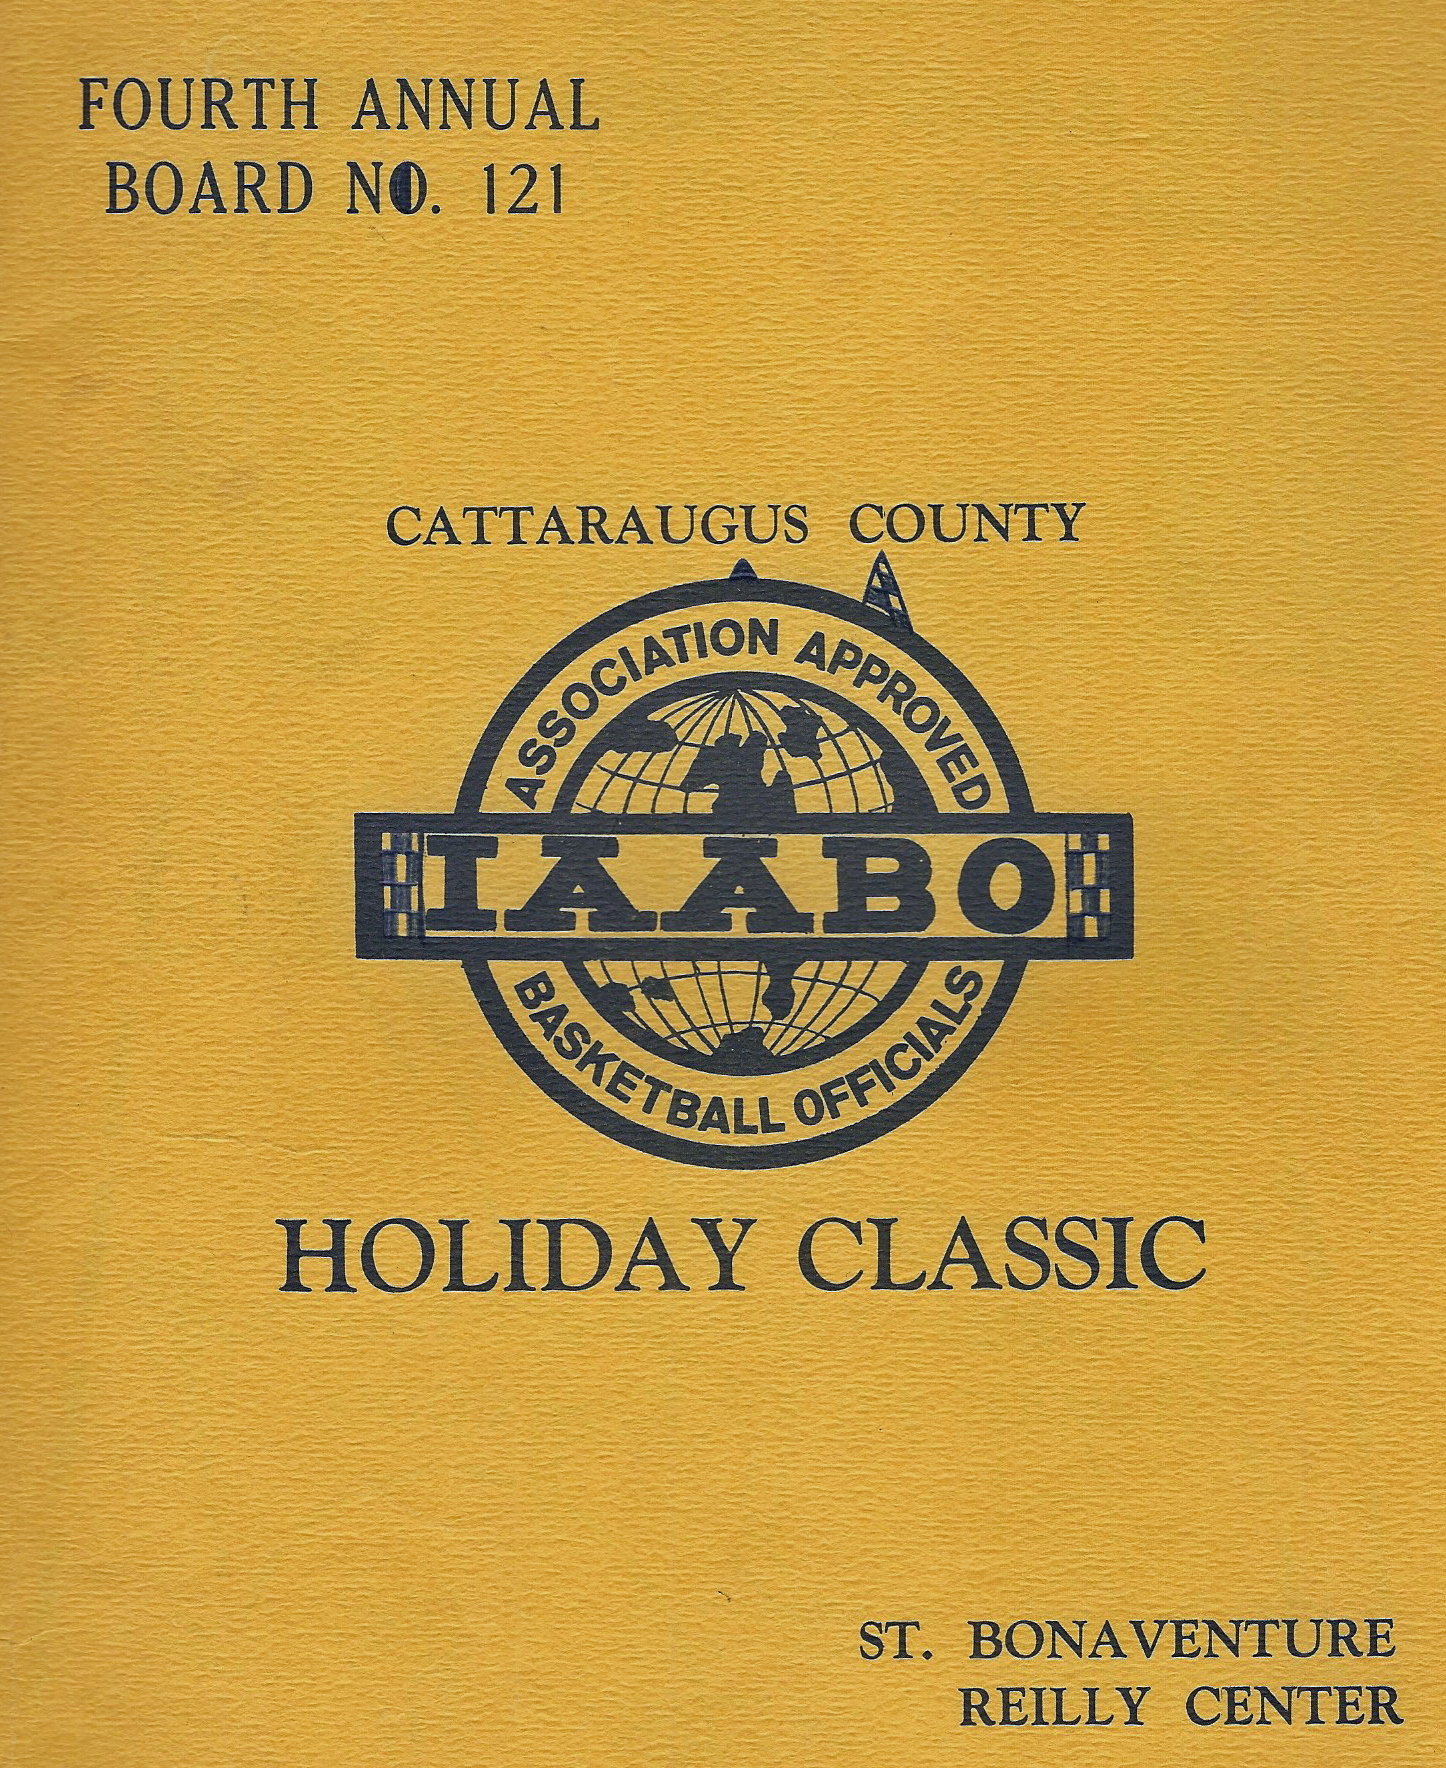 FOURTH ANNUAL
BOARD NO. 121
CATTARAUGUS COUNTY
ASSOCIATION APPROVED
IAABO
BASKETBALL OFFICIALS
HOLIDAY CLASSIC
ST. BONAVENTURE
REILLY CENTER